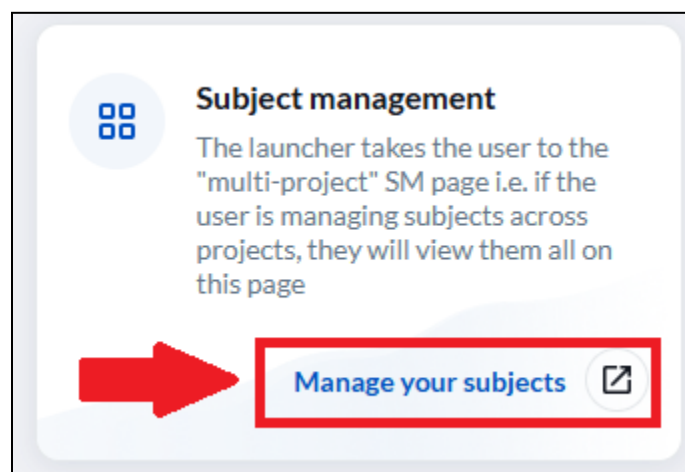 Subject management
The launcher takes the user to the
"multi-project" SM page i.e. if the
user is managing subjects across
projects, they will view them all on
this page
Manage your subjects